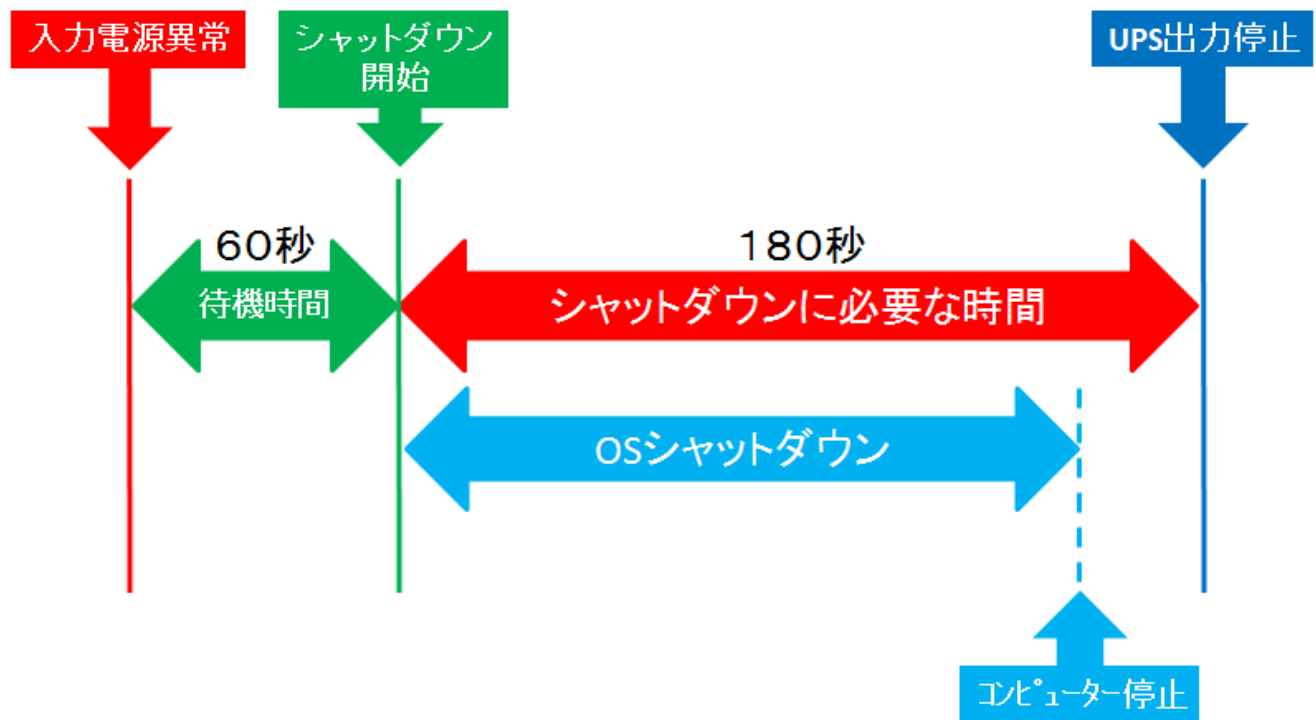 入力電源異常
シャットダウン
開始
UPS出力停止
60秒
180秒
待機時間
シャットダウンに必要な時間
OSシャットダウン
コンピューター停止